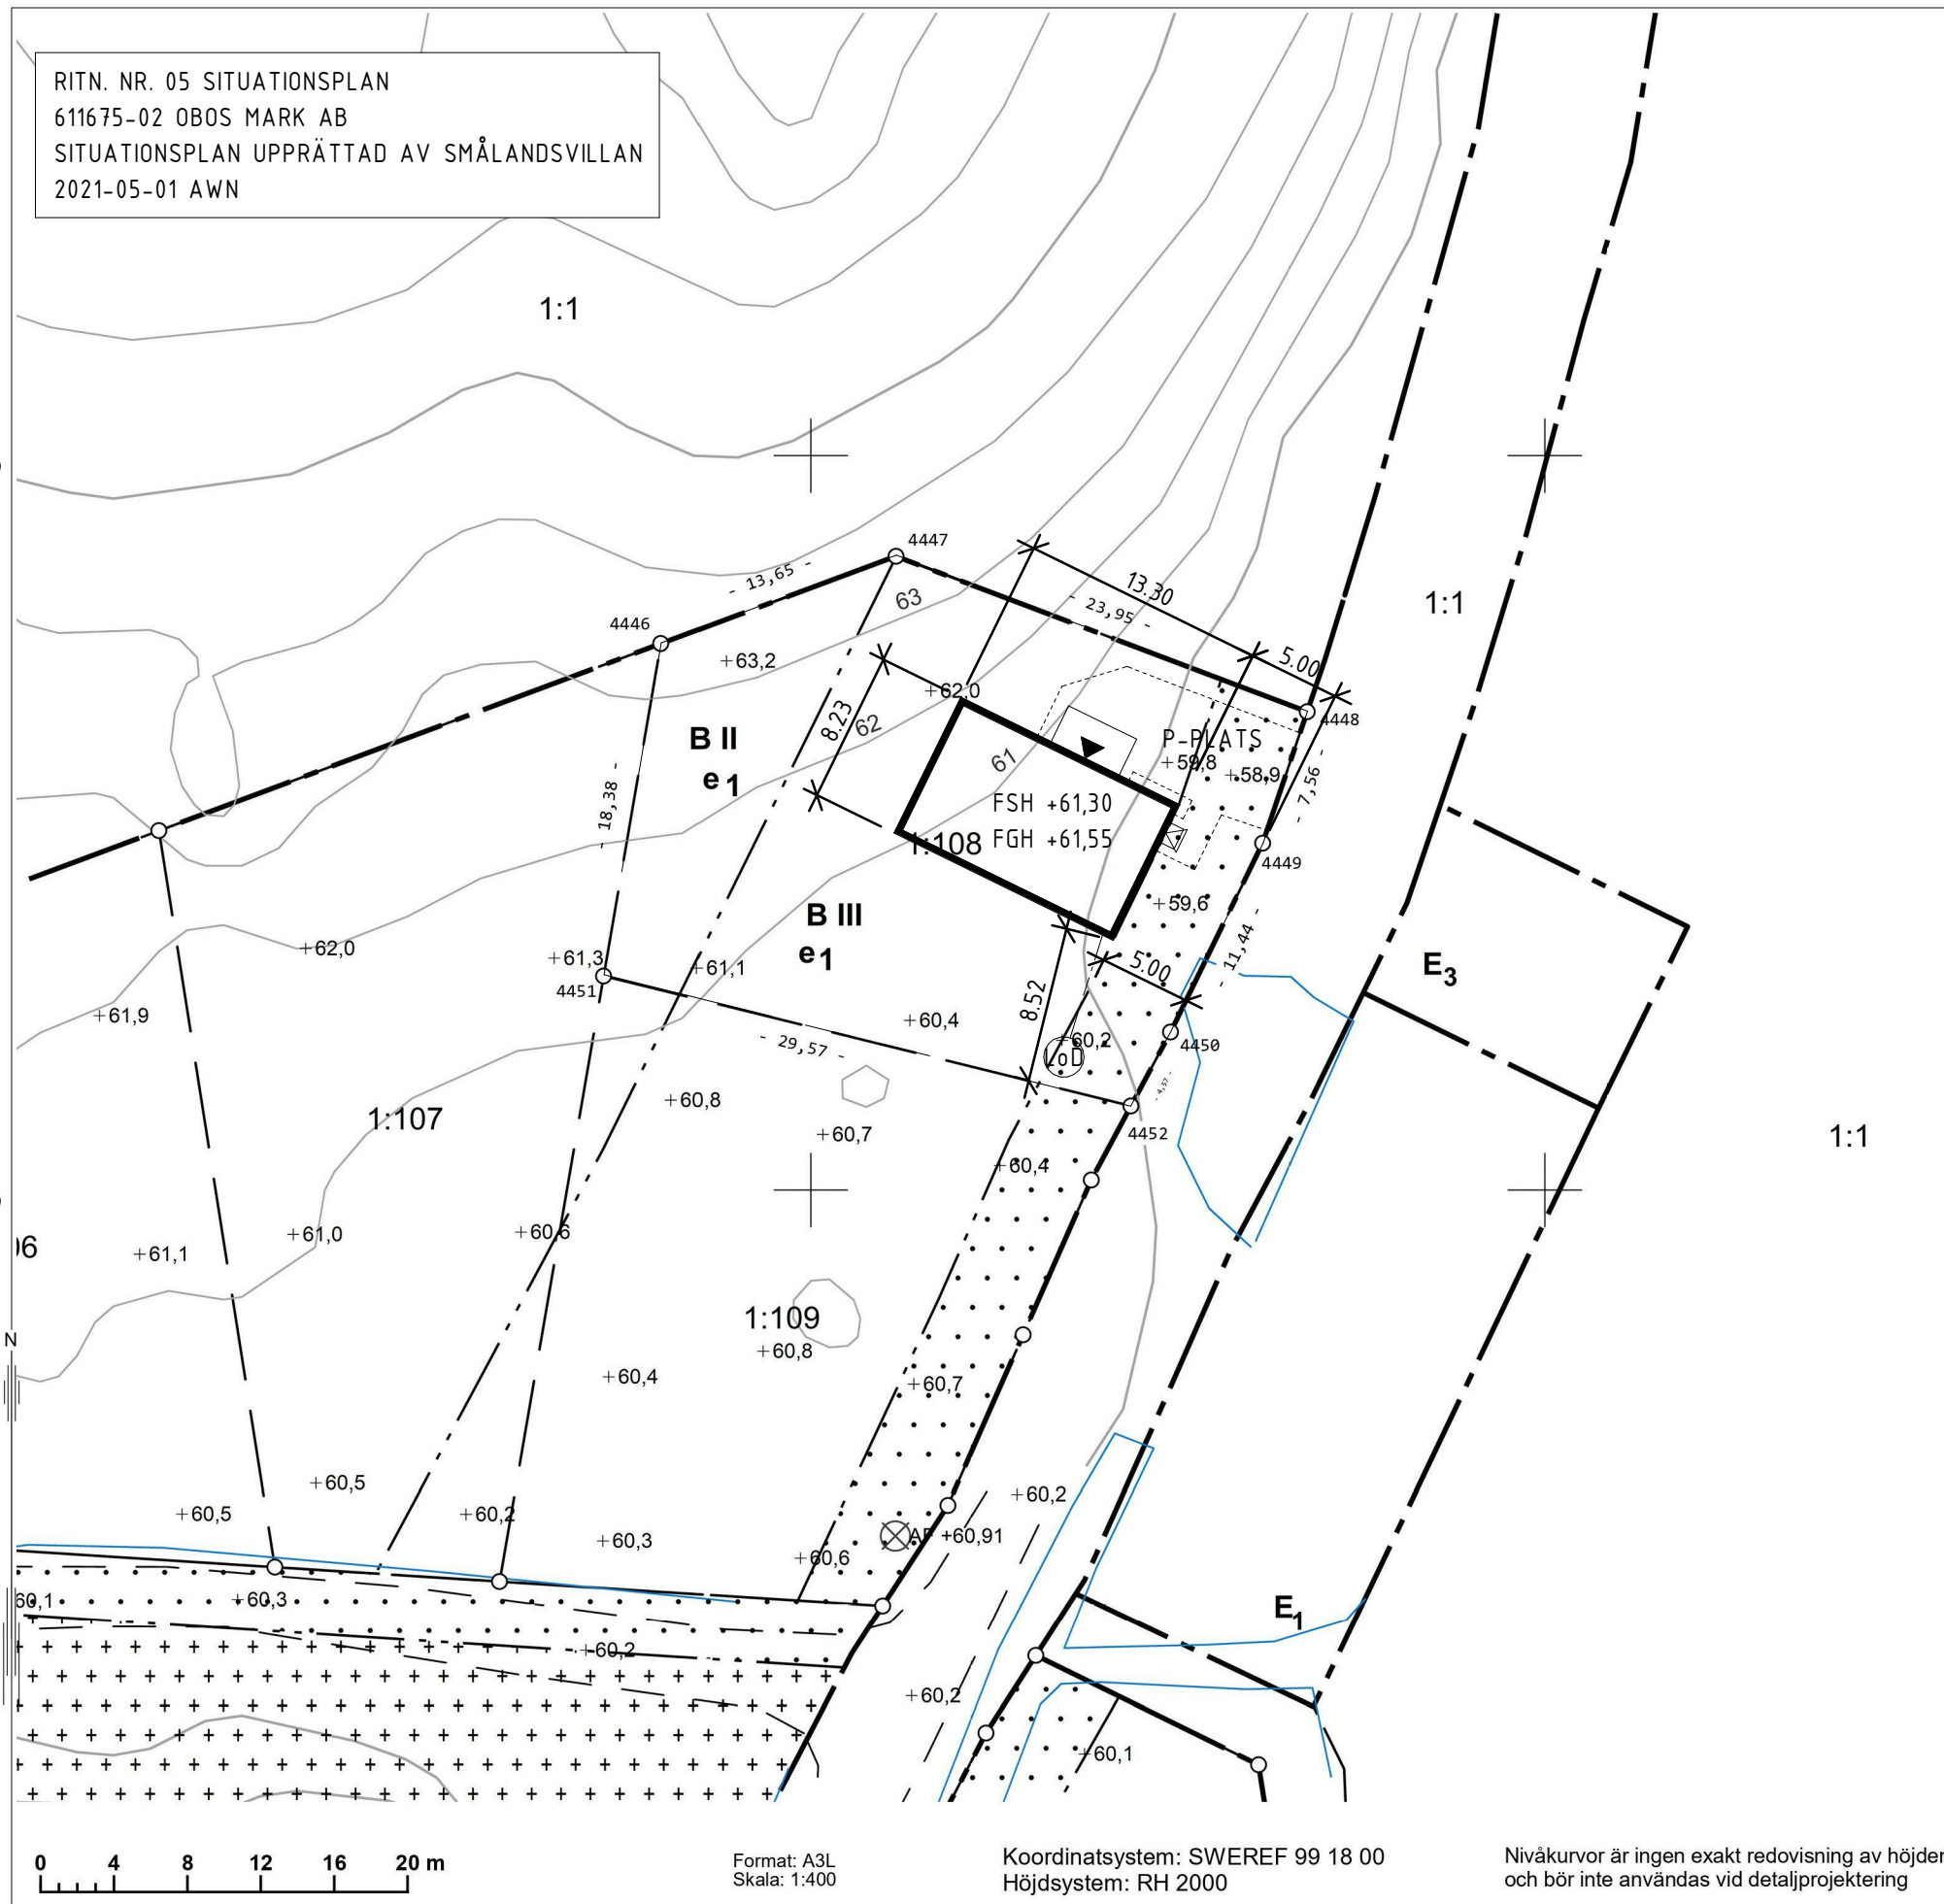 RITN. NR. 05 SITUATIONSPLAN
611675-02 OBOS MARK AB
SITUATIONSPLAN UPPRÄTTAD AV SMÅLANDSVILLAN
2021-05-01 AWN
1:1
4447
- 13,65 -
13.30
63
- 23,95 -
1:1
4446
+63,2
5.00
+62,0
8.23
62
4448
B II
P-PLATS
61
+59,8
+58,9
e1
- 7,56 -
- 18,38 -
FSH +61,30
1:108
FGH +61,55
4449
+59,6
B III
+62,0
e1
- 11,44 -
+61,3
+61,1
5.00
E3
4451
8.52
+61,9
+60,4
- 29,57 -
+60,2
4450
LoD
- 4,57 -
+60,8
1:107
+60,7
4452
1:1
+60,4
+60,6
+61,0
+61,1
06
1:109
N
+60,8
+60,4
+60,7
+60,5
+60,2
+60,5
+60,2
+60,3
AF +60,91
+60,6
60,1
+60,3
E1
+60,2
+60,2
+60,1
0 4 8 12 16 20 m
Format: A3L
Skala: 1:400
Koordinatsystem: SWEREF 99 18 00
Höjdsystem: RH 2000
Nivåkurvor är ingen exakt redovisning av höjder
och bör inte användas vid detaljprojektering